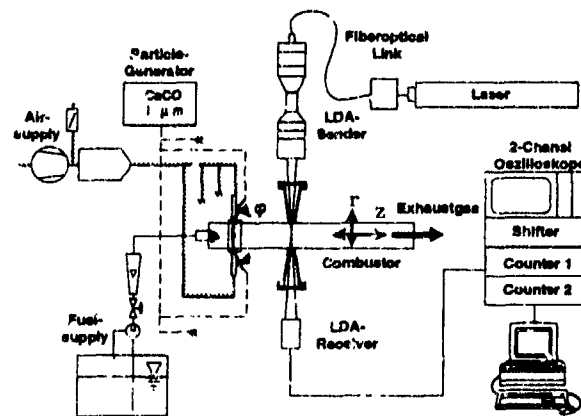 Fiberoptical
Link
Particle-
Generator
CaCO
1 µm
Laser
Air-
supply
LDA-
Sender
2-Chanal
Oszilloskope
φ
r
z
Exhaustgas
Shifter
Combustor
Counter 1
Counter 2
Fuel-
supply
LDA-
Receiver